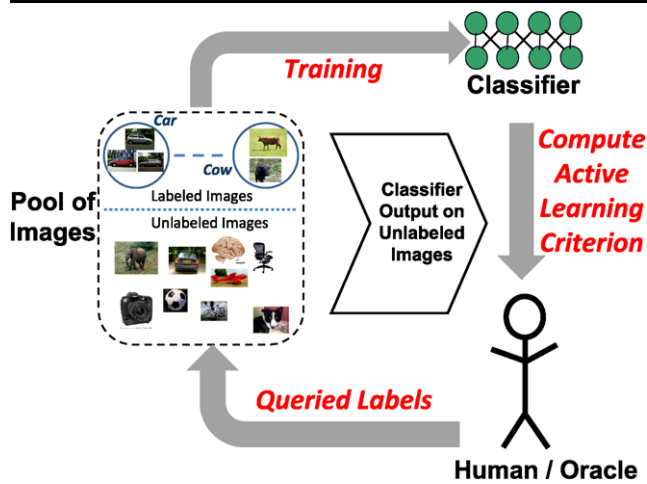 Training
Classifier
Car
Cow
Labeled Images
Unlabeled Images
Pool of
Images
Classifier
Output on
Unlabeled
Images
Compute
Active
Learning
Criterion
Queried Labels
Human / Oracle